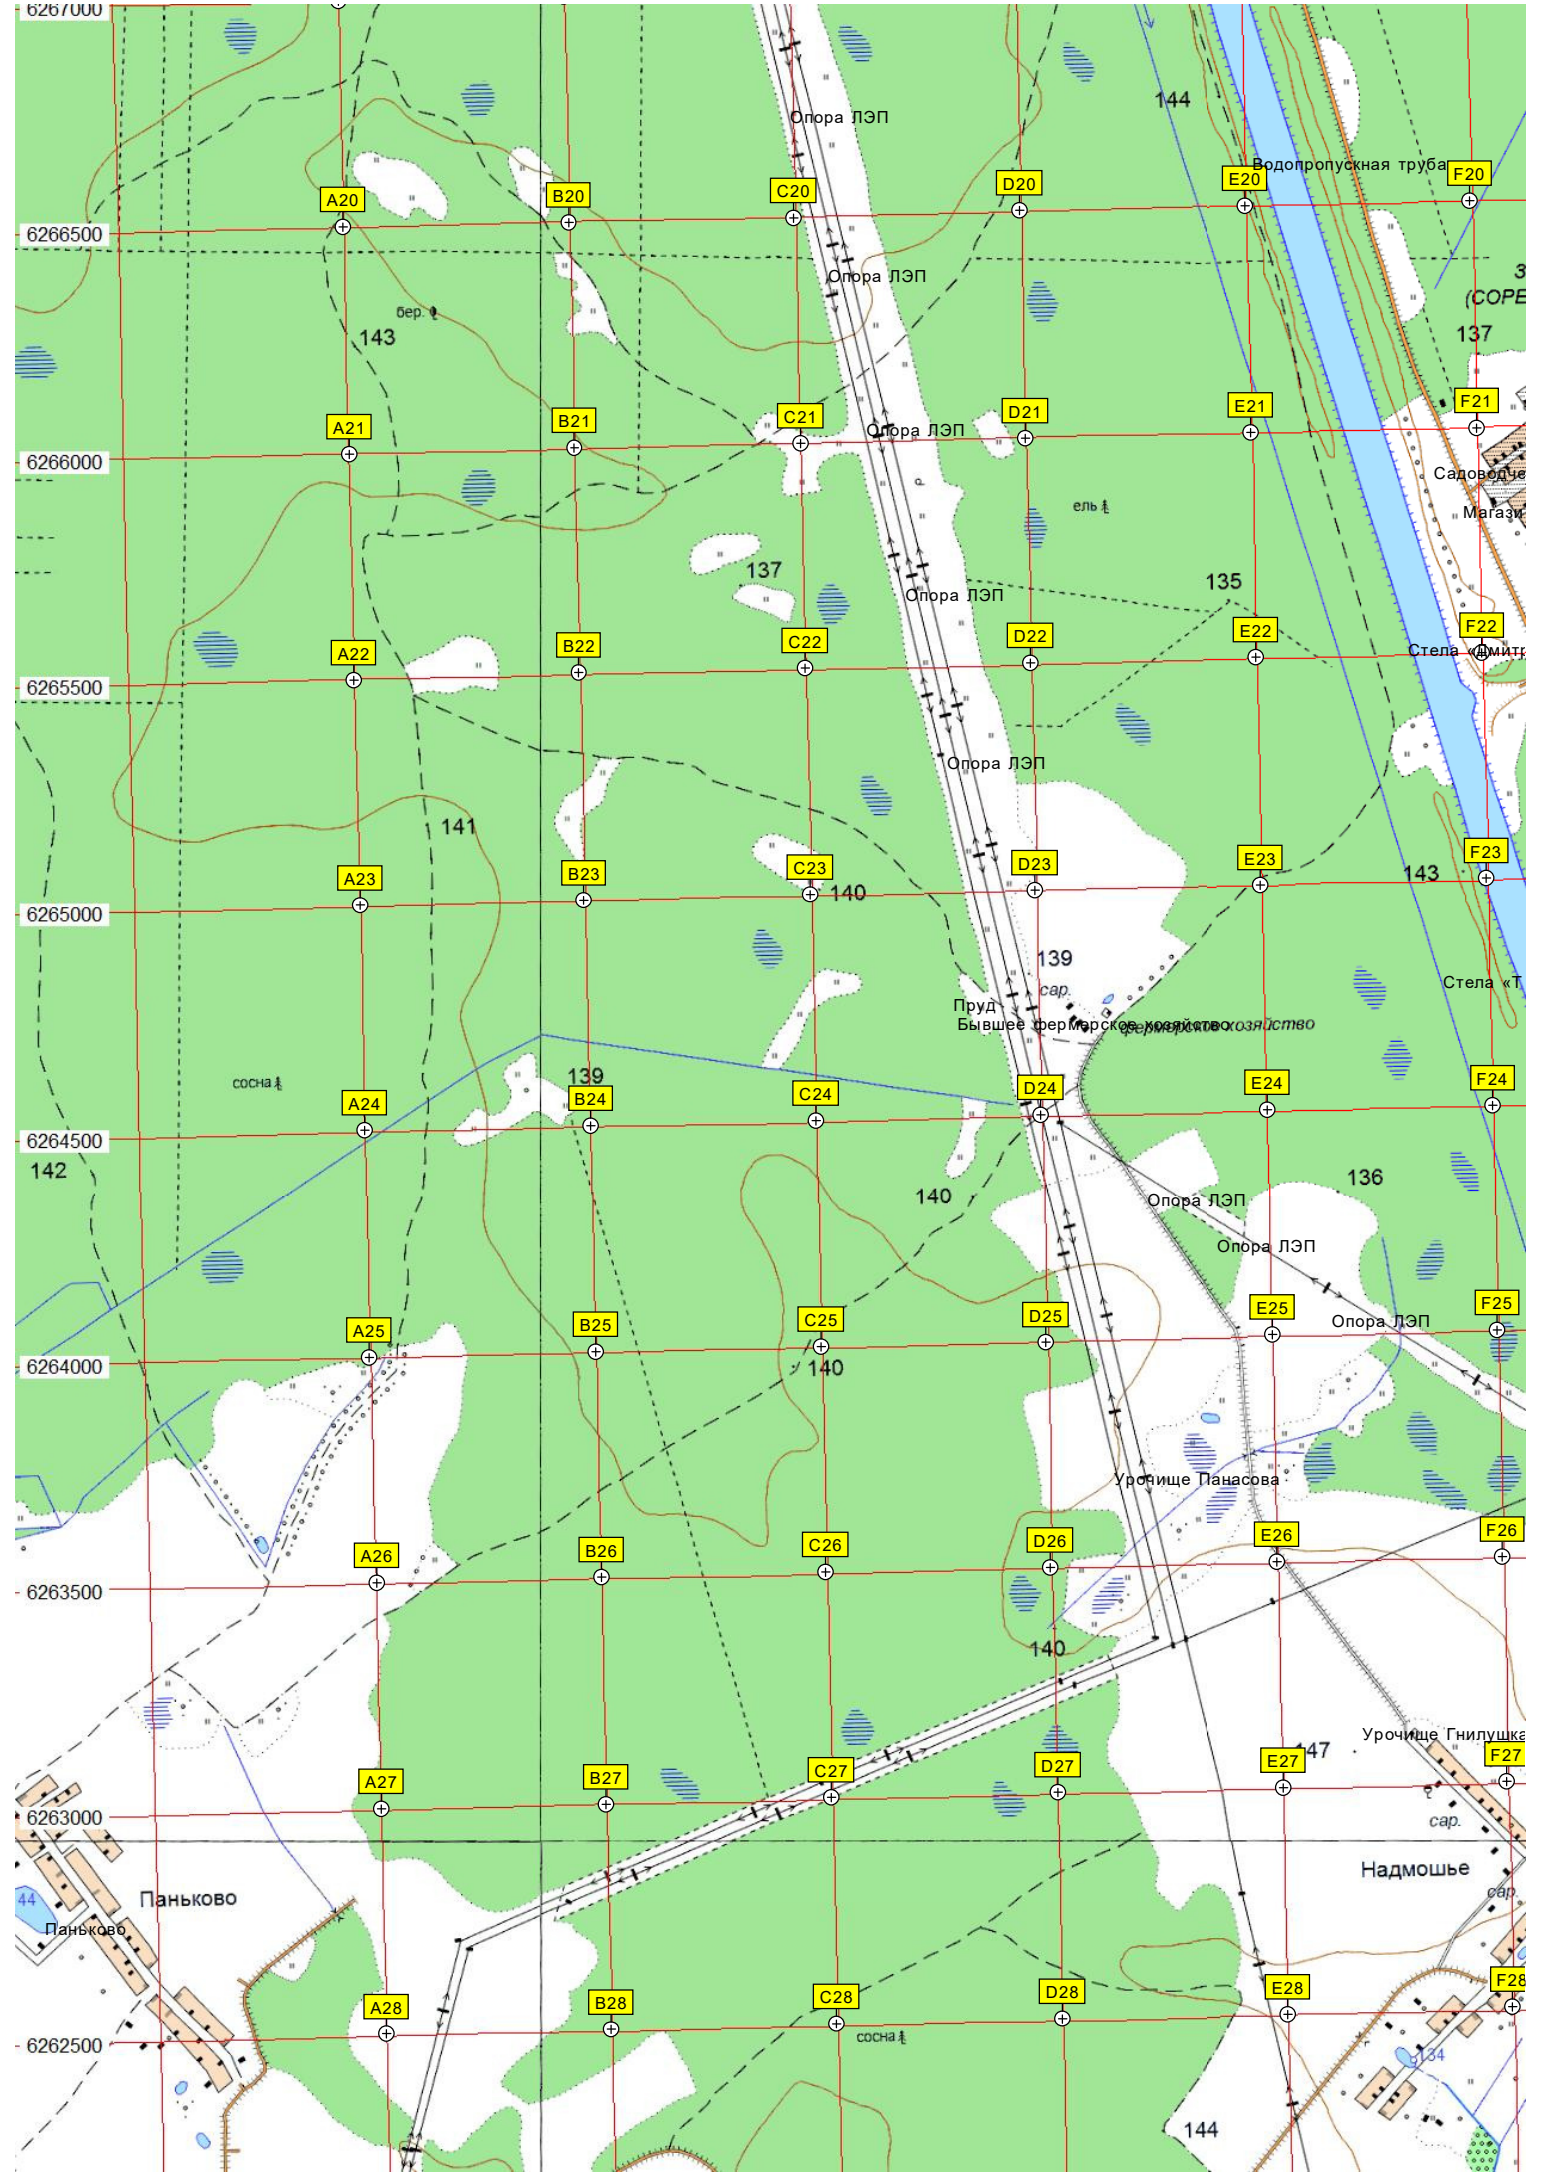 6267000
144
Опора ЛЭП
Водопропускная труба
A20
B20
C20
D20
E20
F20
6266500
Опора ЛЭП
(СОРЕ
бер.
143
137
A21
B21
C21
D21
E21
F21
Опора ЛЭП
6266000
Садоводче
ель
Магази
137
135
Опора ЛЭП
A22
B22
C22
D22
E22
F22
Стела «Дмитр
6265500
Опора ЛЭП
141
A23
B23
C23
D23
E23
F23
140
143
6265000
139
сар.
Стела «Т
Пруд
Бывшее фермерское хозяйство
фермерское хозяйство
сосна
139
A24
B24
C24
D24
E24
F24
6264500
142
140
136
Опора ЛЭП
Опора ЛЭП
A25
B25
C25
D25
E25
F25
Опора ЛЭП
6264000
140
Урочище Панасова
A26
B26
C26
D26
E26
F26
6263500
140
Урочище Гнилушка
147
A27
B27
C27
D27
E27
F27
6263000
сар.
Надмошье
Паньково
44
сар.
Паньково
A28
B28
C28
D28
E28
F28
сосна
6262500
134
144